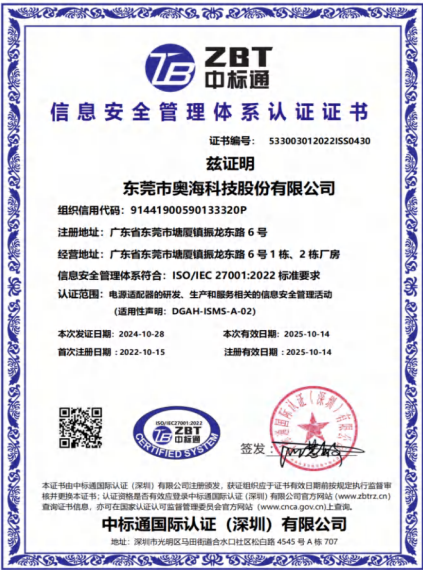 ZBT
中标通
信息安全管理体系认证证书
证书编号： 533003012022ISS0430
兹证明
东莞市奥海科技股份有限公司
组织信用代码：91441900590133320P
注册地址：广东省东莞市塘厦镇振龙东路 6 号
经营地址：广东省东莞市塘厦镇振龙东路 6 号 1 栋、2 栋厂房
信息安全管理体系符合：ISO/IEC 27001:2022 标准要求
认证范围：电源适配器的研发、生产和服务相关的信息安全管理活动
(适用性声明：DGAH-ISMS-A-02)
本次发证日期：2024-10-28 本次有效日期：2025-10-14
首次注册日期：2022-10-15 注册有效日期：2025-10-14
ISO/IEC27001:2022
ZBT
中标通
CERTIFIED SYSTEM
签发：
本证书由中标通国际认证（深圳）有限公司注册颁发，获证组织应于证书有效日期前按规定执行监督审
核并更换本证书；认证资格是否有效应登录中标通国际认证（深圳）有限公司官方网站 (www.zbtrz.cn)
查询证书信息，亦可在国家认证认可监督管理委员会官方网站 (www.cnca.gov.cn)上查询。
中标通国际认证（深圳）有限公司
地址：深圳市光明区马田街道合水口社区松白路 4545 号 A 栋 707